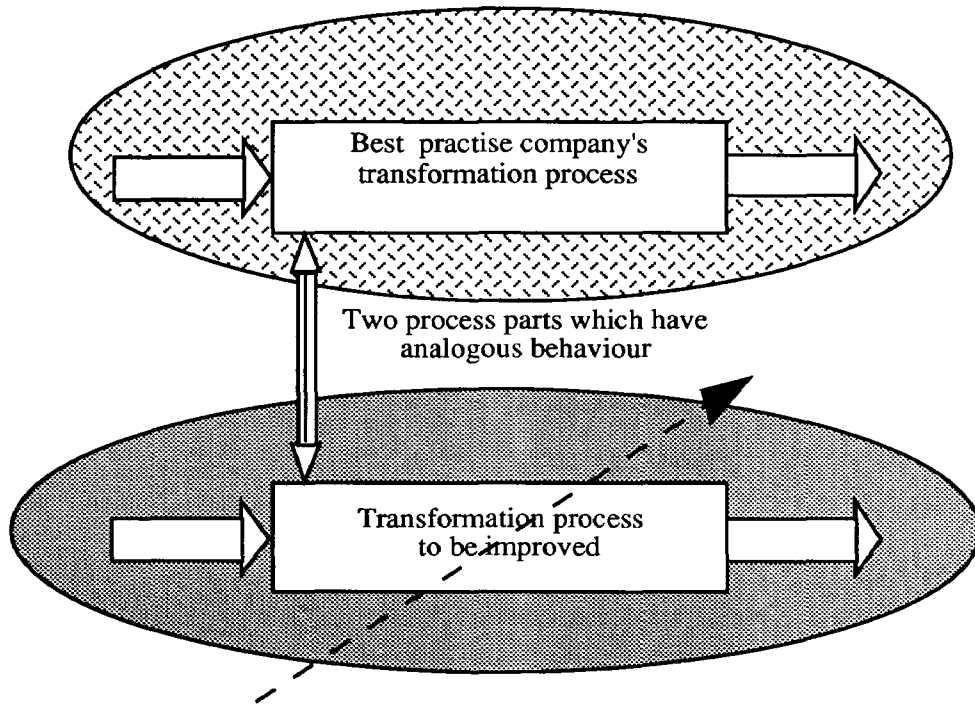 Best practise company's
transformation process
Two process parts which have
analogous behaviour
Transformation process
to be improved